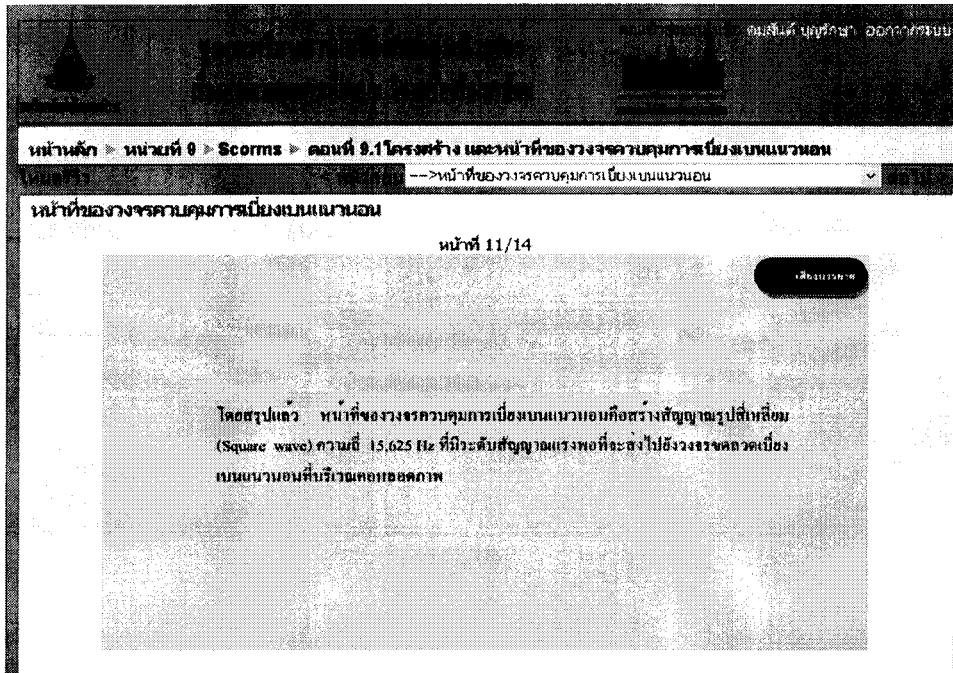 คมสันต์ บุญรักษา ออกจากระบบ
หน้าหลัก ► หน่วยที่ 9 ► Scorms ► ตอนที่ 9.1โครงสร้าง และหน้าที่ของวงจรควบคุมการเบี่ยงเบนแนวนอน
-->หน้าที่ของวงจรควบคุมการเบี่ยงเบนแนวนอน
หน้าที่ของวงจรควบคุมการเบี่ยงเบนแนวนอน
หน้าที่ 11/14
เสียงบรรยาย
โดยสรุปแล้ว หน้าที่ของวงจรควบคุมการเบี่ยงเบนแนวนอนคือสร้างสัญญาณรูปสี่เหลี่ยม
(Square wave) ความถี่ 15,625 Hz ที่มีระดับสัญญาณแรงพอที่จะส่งไปยังวงจรขดลวดเบี่ยง
เบนแนวนอนที่บริเวณคอหลอดภาพ